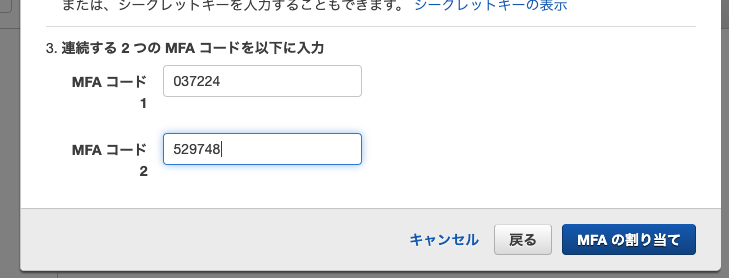 または、シークレットキーを入力することもできます。 シークレットキーの表示
3. 連続する 2 つの MFA コードを以下に入力
MFA コード 1
037224
MFA コード 2
529748
キャンセル
戻る
MFA の割り当て